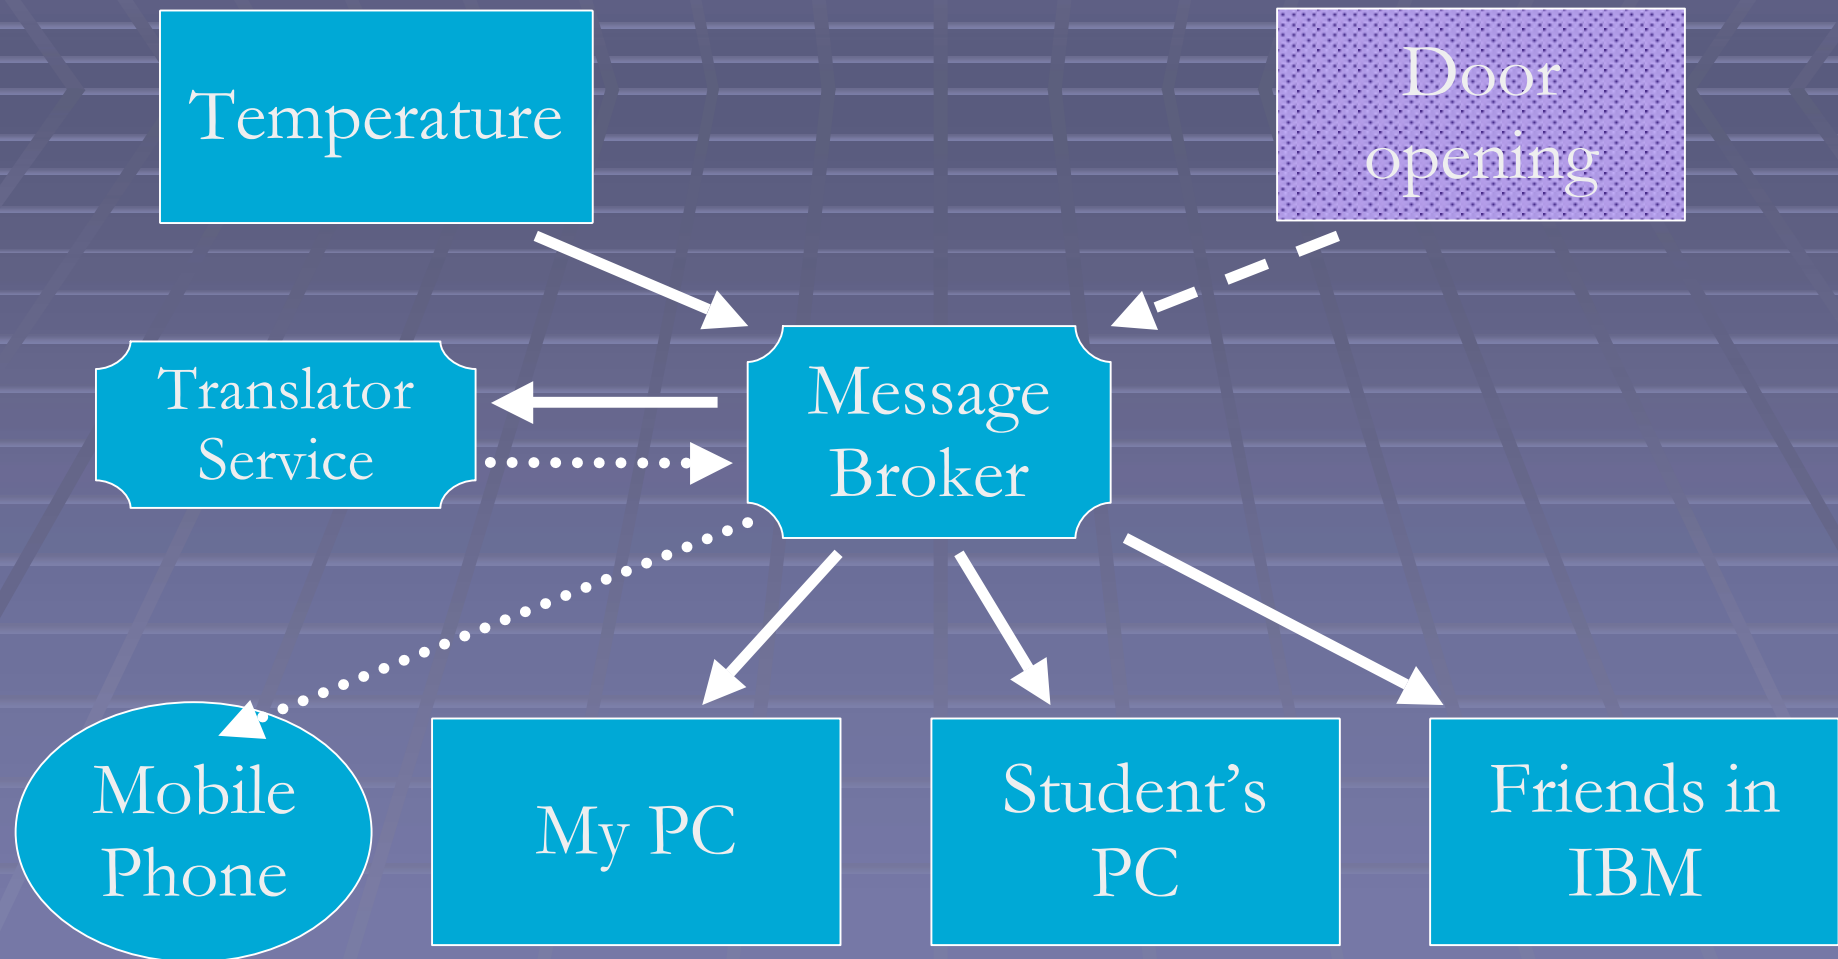 Temperature
Door
opening
Translator
Service
Message
Broker
Mobile
Phone
My PC
Student’s
PC
Friends in
IBM